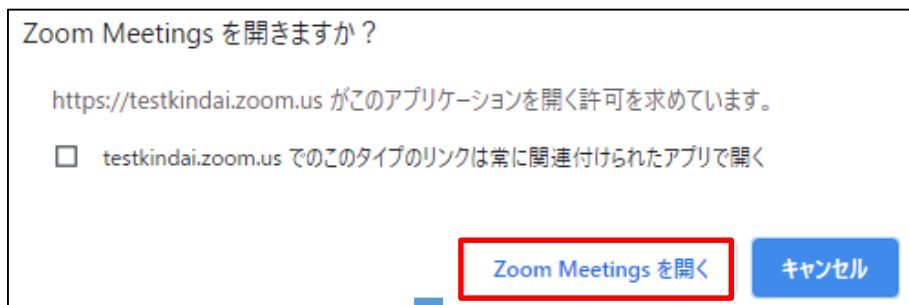 Zoom Meetings を開きますか？
https://testkindai.zoom.us がこのアプリケーションを開く許可を求めています。
testkindai.zoom.us でのこのタイプのリンクは常に関連付けられたアプリで開く
Zoom Meetings を開く キャンセル